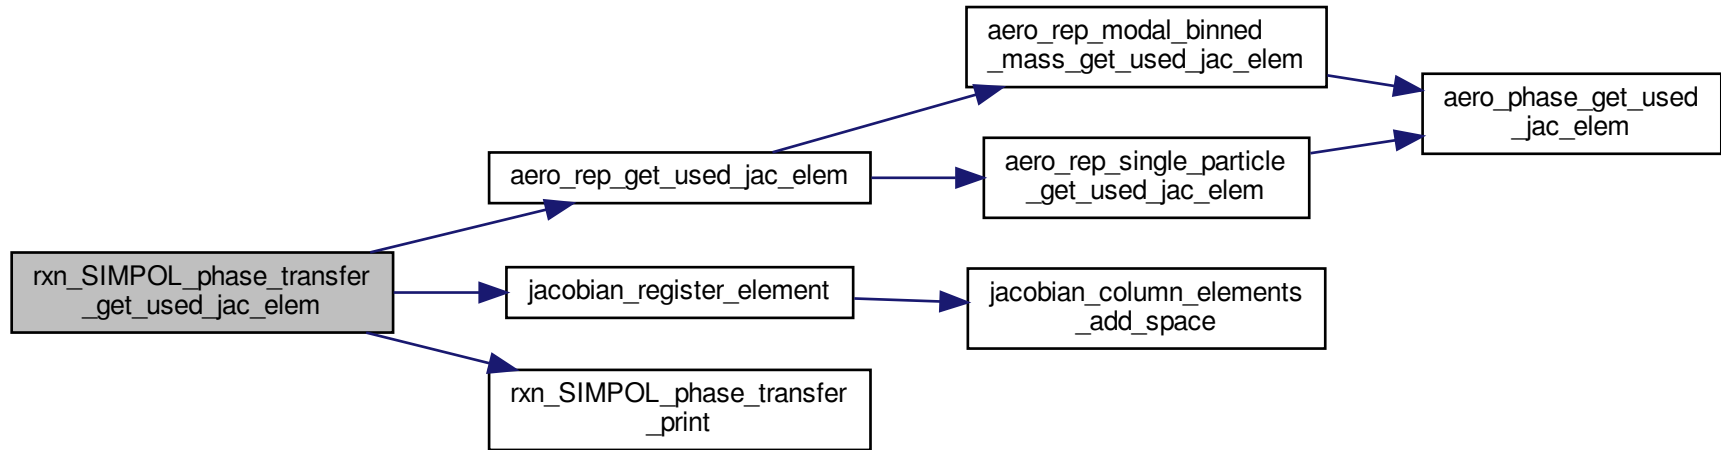 rxn_SIMPOL_phase_transfer
_get_used_jac_elem
aero_rep_get_used_jac_elem
aero_rep_modal_binned
_mass_get_used_jac_elem
aero_phase_get_used
_jac_elem
aero_rep_single_particle
_get_used_jac_elem
jacobian_register_element
jacobian_column_elements
_add_space
rxn_SIMPOL_phase_transfer
_print